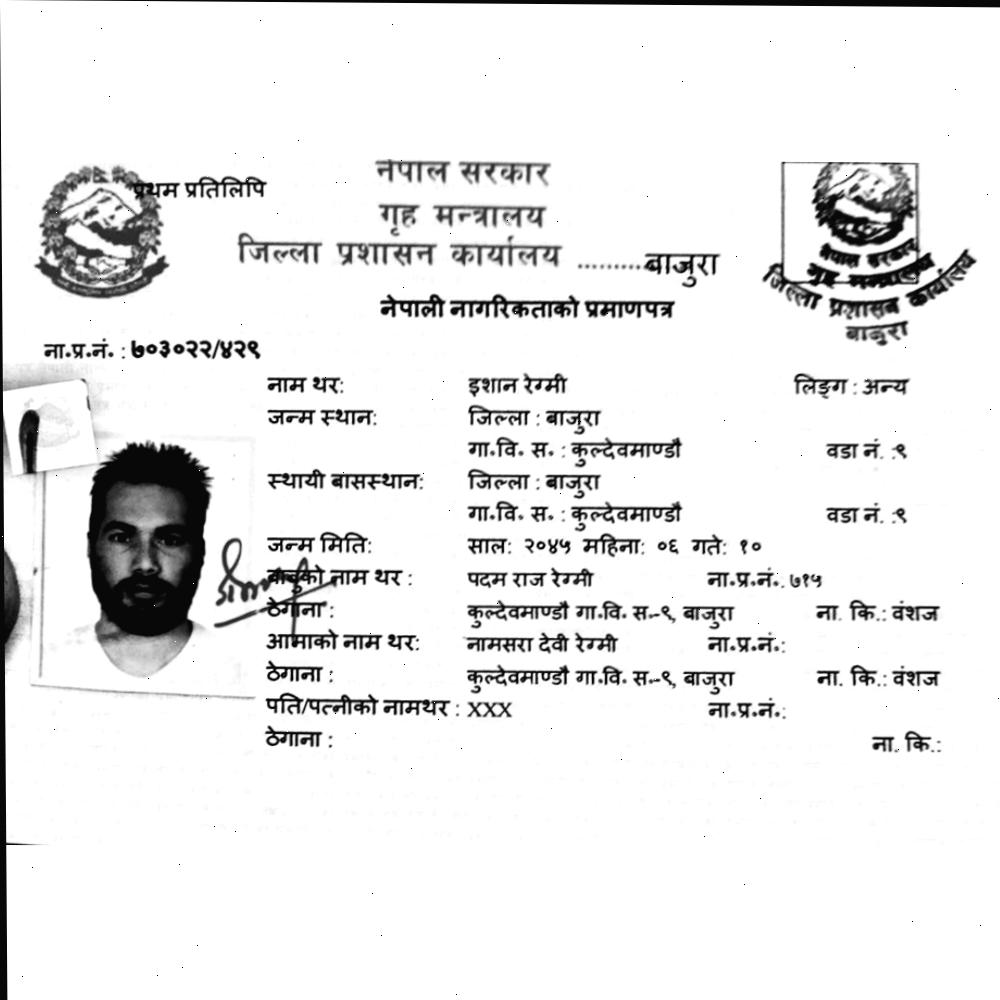 प्रथम प्रतिलिपि
नेपाल सरकार
गृह मन्त्रालय
जिल्ला प्रशासन कार्यालय ..........बाजुरा
नेपाल सरकार
गृह मन्त्रालय
जिल्ला प्रशासन कार्यालय
बाजुरा
नेपाली नागरिकताको प्रमाणपत्र
ना.प्र.नं. : ७०३०२२/४२९
नाम थर: इशान रेग्मी लिङ्ग : अन्य
जन्म स्थान: जिल्ला : बाजुरा
गा.वि. स. : कुल्देवमाण्डौ वडा नं. :९
स्थायी बासस्थान: जिल्ला : बाजुरा
गा.वि. स. : कुल्देवमाण्डौ वडा नं. :९
जन्म मिति: साल: २०४५ महिना: ०६ गते: १०
बाबुको नाम थर : पदम राज रेग्मी ना.प्र.नं.: ७१५
ठेगाना : कुल्देवमाण्डौ गा.वि. स.-९, बाजुरा ना. कि.: वंशज
आमाको नाम थर: नामसरा देवी रेग्मी ना.प्र.नं.:
ठेगाना : कुल्देवमाण्डौ गा.वि. स.-९, बाजुरा ना. कि.: वंशज
पति/पत्नीको नामथर : XXX ना.प्र.नं.:
ठेगाना : ना. कि.: